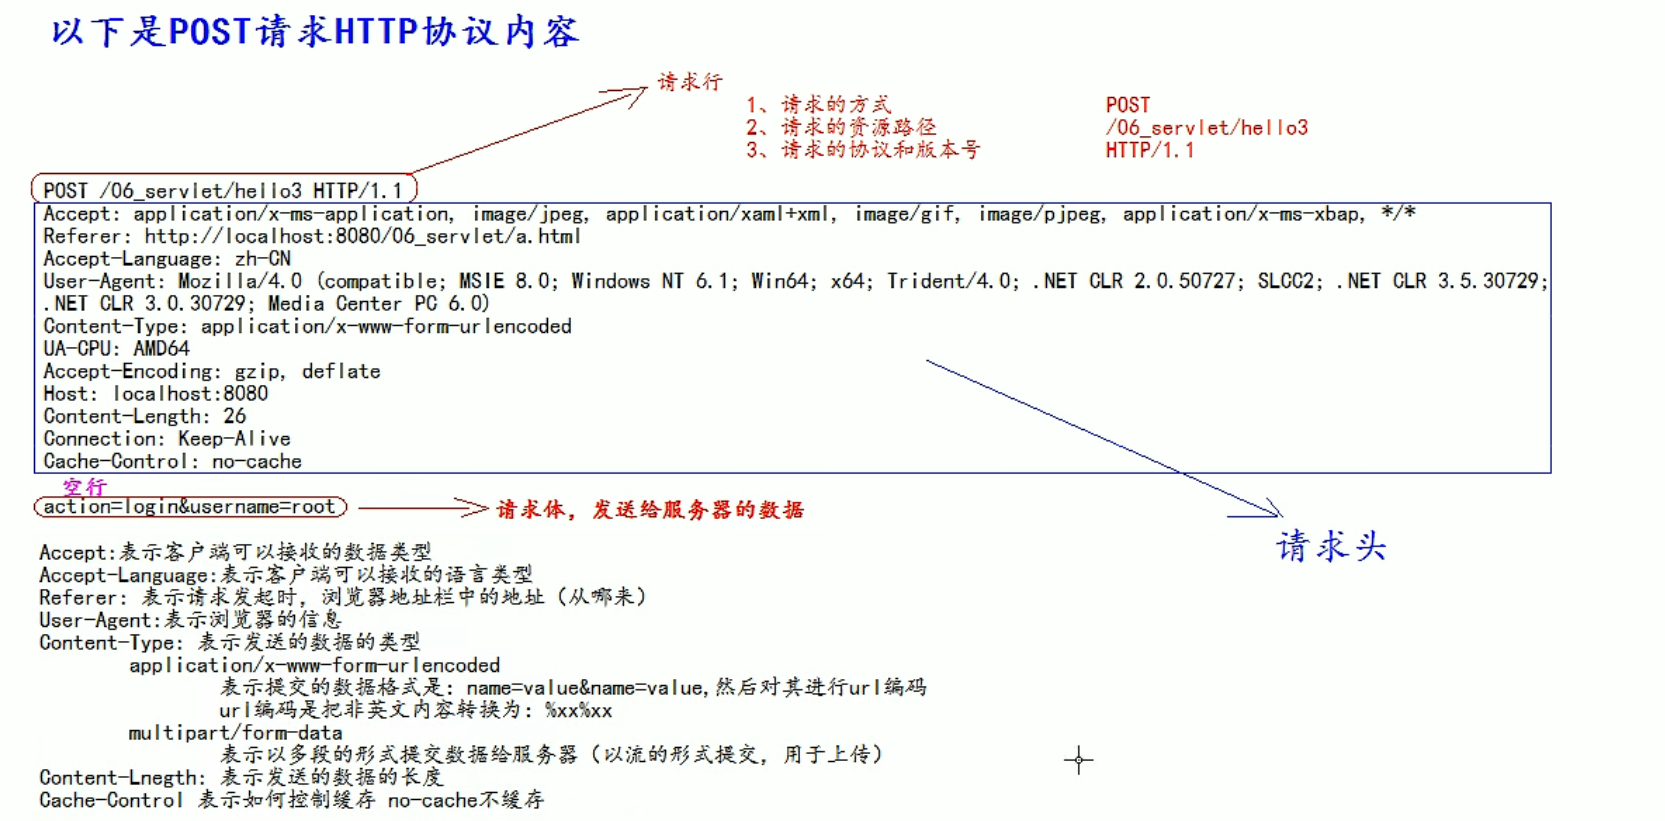 以下是POST请求HTTP协议内容
请求行
1、请求的方式 POST
2、请求的资源路径 /06_servlet/hello3
3、请求的协议和版本号 HTTP/1.1
POST /06_servlet/hello3 HTTP/1.1
Accept: application/x-ms-application, image/jpeg, application/xaml+xml, image/gif, image/pjpeg, application/x-ms-xbap, */*
Referer: http://localhost:8080/06_servlet/a.html
Accept-Language: zh-CN
User-Agent: Mozilla/4.0 (compatible; MSIE 8.0; Windows NT 6.1; Win64; x64; Trident/4.0; .NET CLR 2.0.50727; SLCC2; .NET CLR 3.5.30729;
.NET CLR 3.0.30729; Media Center PC 6.0)
Content-Type: application/x-www-form-urlencoded
UA-CPU: AMD64
Accept-Encoding: gzip, deflate
Host: localhost:8080
Content-Length: 26
Connection: Keep-Alive
Cache-Control: no-cache
空行
action=login&username=root
请求体，发送给服务器的数据
请求头
Accept:表示客户端可以接收的数据类型
Accept-Language:表示客户端可以接收的语言类型
Referer: 表示请求发起时，浏览器地址栏中的地址（从哪来）
User-Agent:表示浏览器的信息
Content-Type: 表示发送的数据的类型
application/x-www-form-urlencoded
表示提交的数据格式是：name=value&name=value,然后对其进行url编码
url编码是把非英文内容转换为：%xx%xx
multipart/form-data
表示以多段的形式提交数据给服务器（以流的形式提交，用于上传）
Content-Lnegth: 表示发送的数据的长度
Cache-Control 表示如何控制缓存 no-cache不缓存